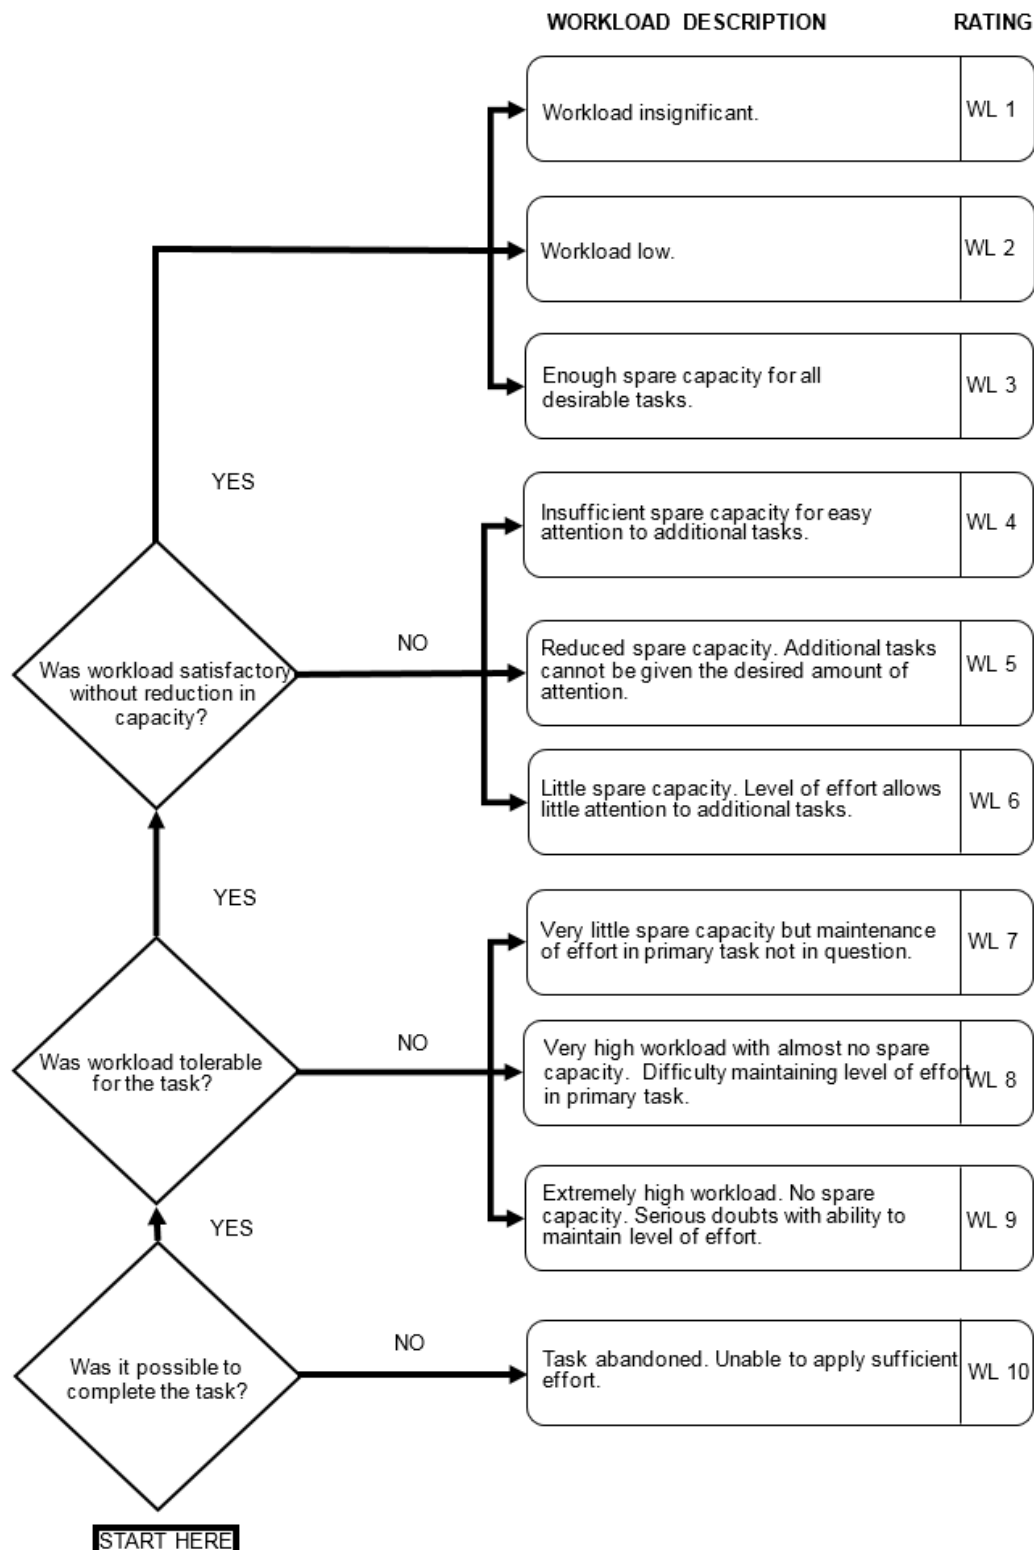 WORKLOAD DESCRIPTION RATING
Workload insignificant. WL 1
Workload low. WL 2
Enough spare capacity for all
desirable tasks.
WL 3
YES
Insufficient spare capacity for easy
attention to additional tasks.
WL 4
Was workload satisfactory
without reduction in
capacity?
NO
Reduced spare capacity. Additional tasks
cannot be given the desired amount of
attention.
WL 5
Little spare capacity. Level of effort allows
little attention to additional tasks.
WL 6
YES
Very little spare capacity but maintenance
of effort in primary task not in question.
WL 7
Was workload tolerable
for the task?
NO
Very high workload with almost no spare
capacity. Difficulty maintaining level of effort
in primary task.
WL 8
YES
Extremely high workload. No spare
capacity. Serious doubts with ability to
maintain level of effort.
WL 9
Was it possible to
complete the task?
NO
Task abandoned. Unable to apply sufficient
effort.
WL 10
START HERE